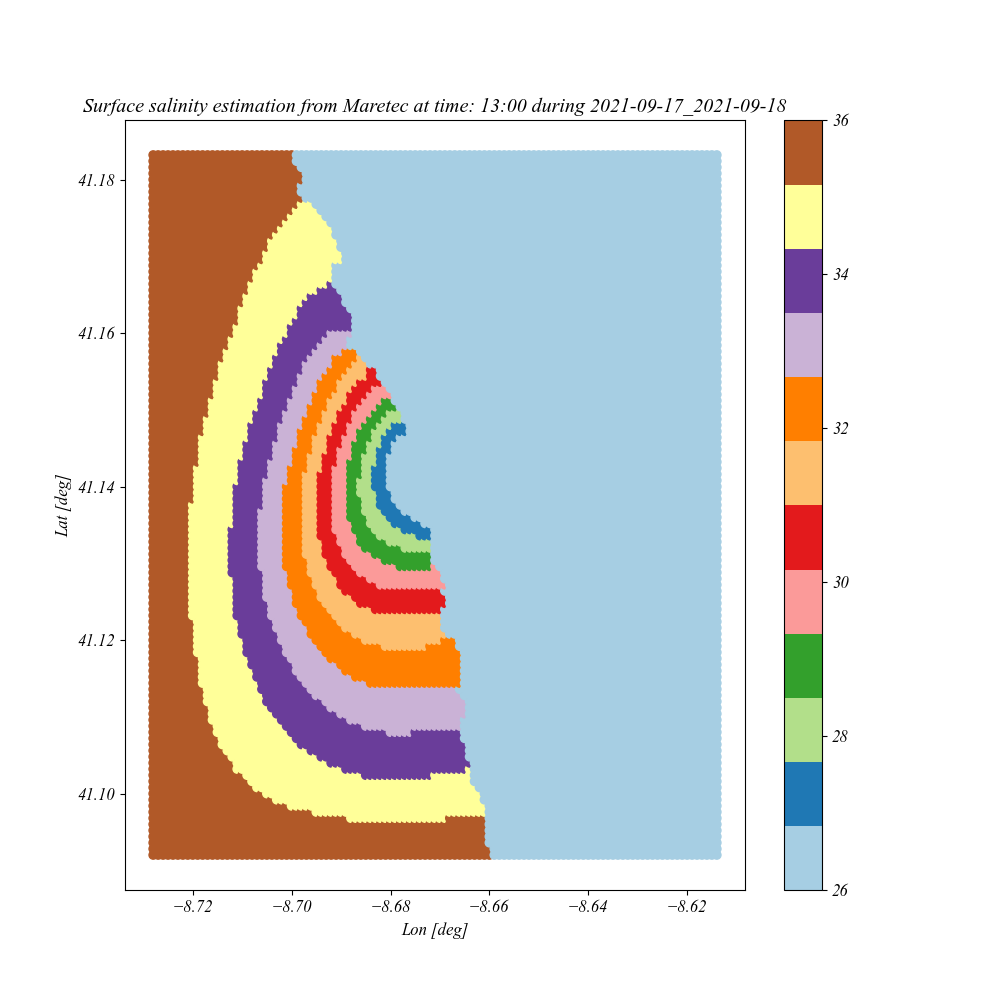 Surface salinity estimation from Maretec at time: 13:00 during 2021-09-17_2021-09-18
36
41.18
34
41.16
32
41.14
Lat [deg]
30
41.12
28
41.10
26
−8.72 −8.70 −8.68 −8.66 −8.64 −8.62
Lon [deg]